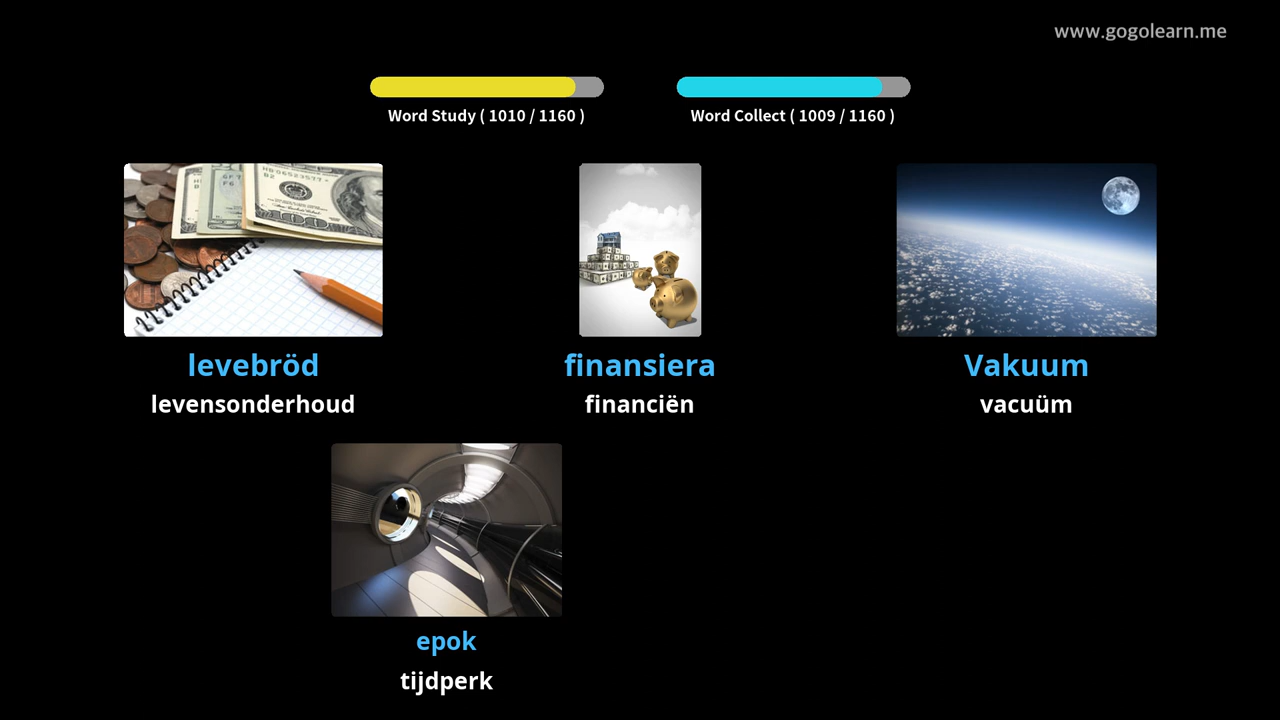 www.gogolearn.me
Word Study ( 1010 / 1160 )
Word Collect ( 1009 / 1160 )
levebröd
levensonderhoud
finansiera
financiën
Vakuum
vacuüm
epok
tijdperk